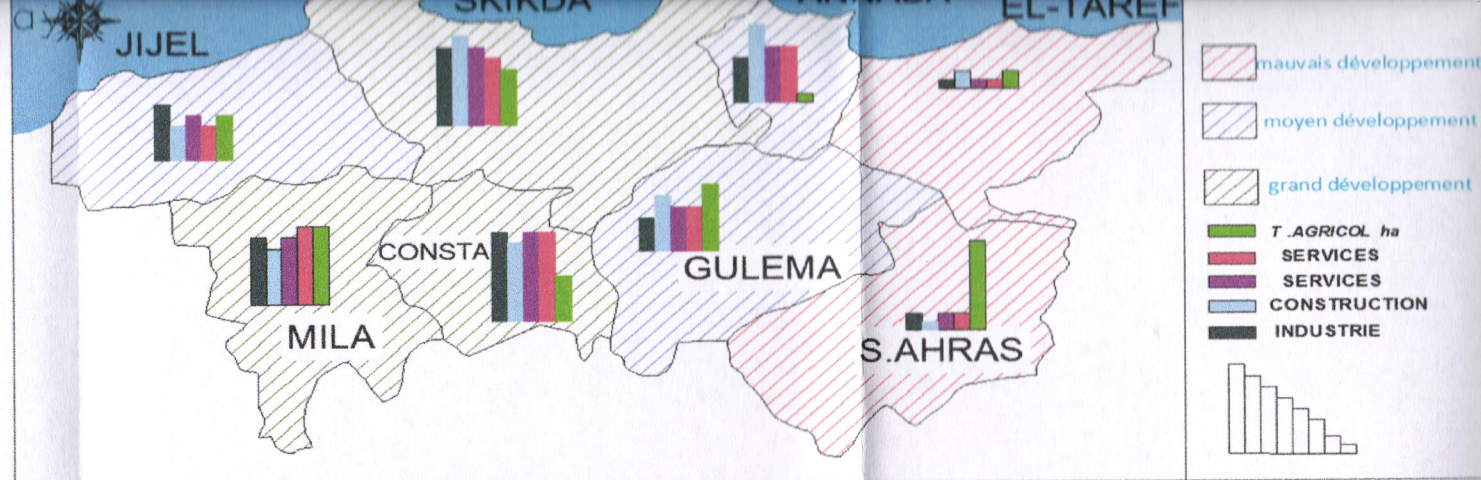 a
SKIKDA
EL-TAREF
JIJEL
CONSTA
GULEMA
MILA
S.AHRAS
mauvais développement
moyen développement
grand développement
T .AGRICOL ha
SERVICES
SERVICES
CONSTRUCTION
INDUSTRIE